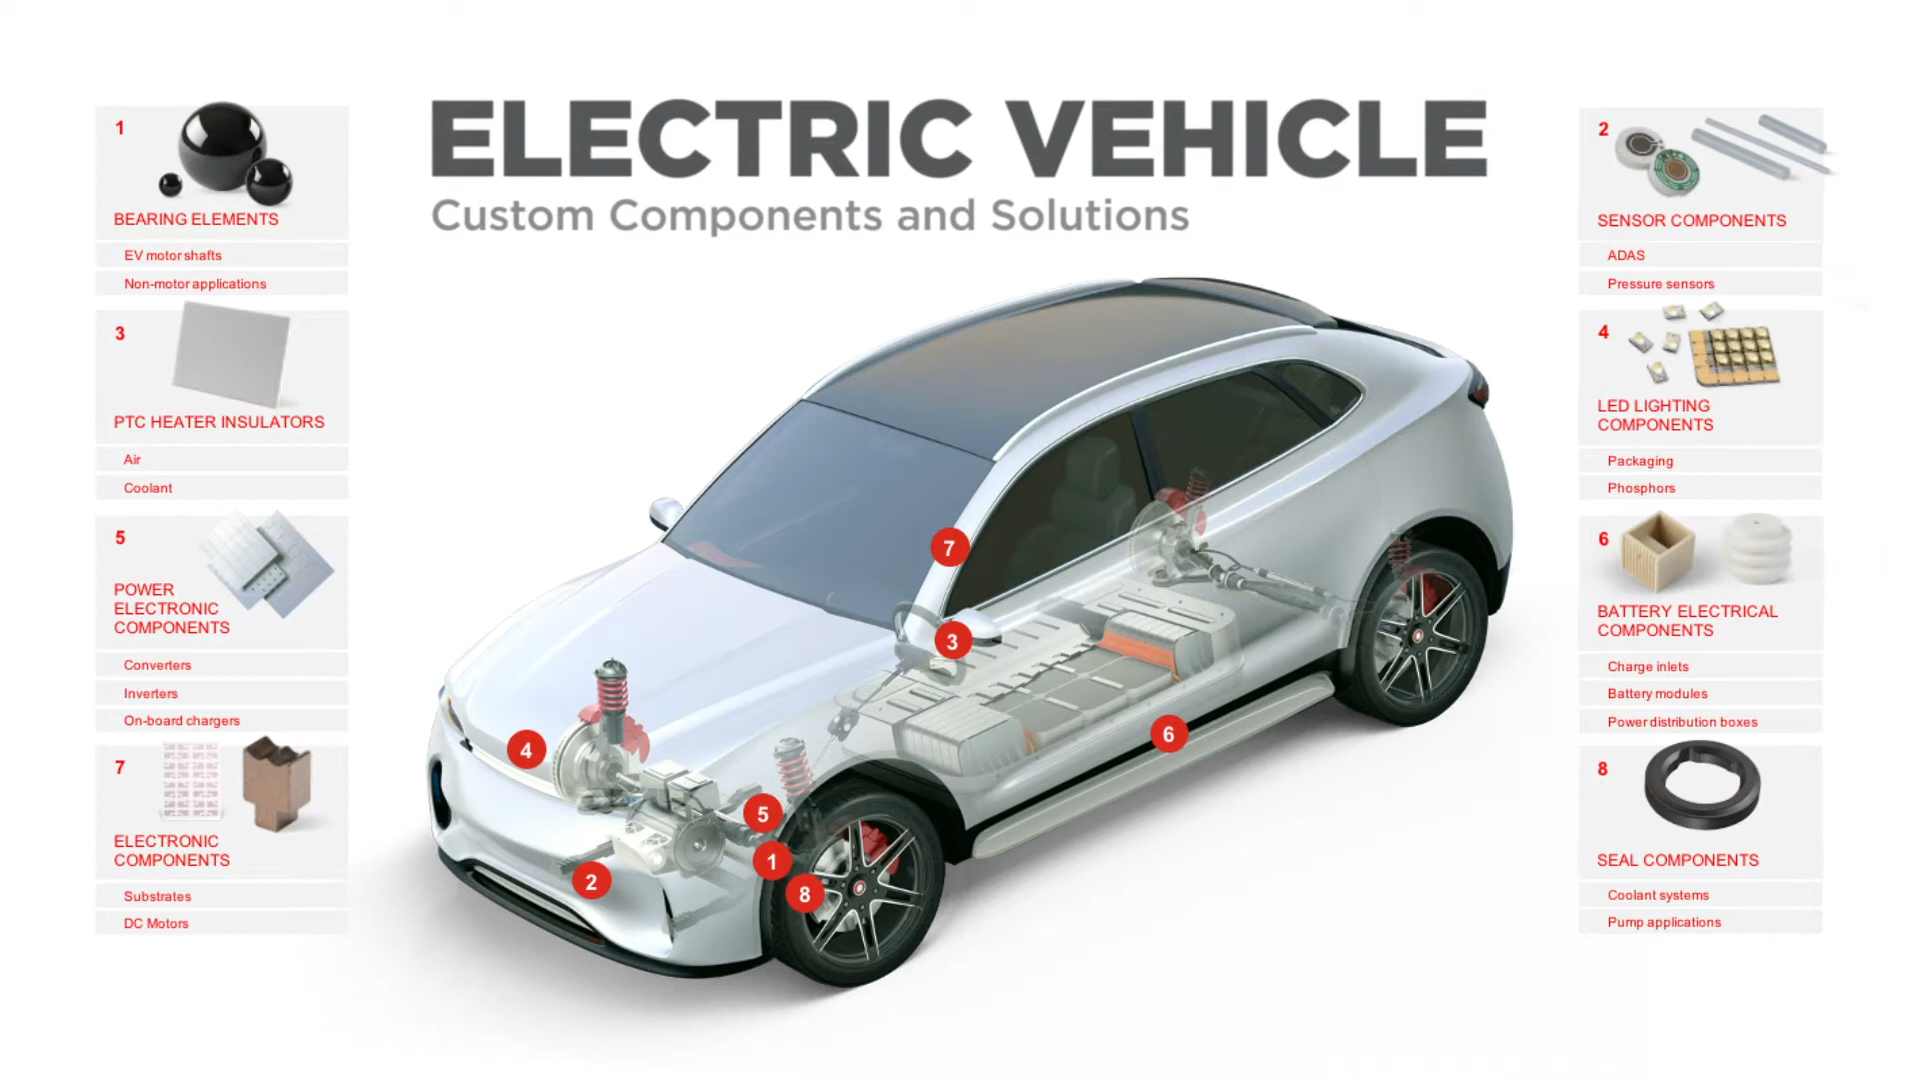 ELECTRIC VEHICLE
Custom Components and Solutions
1
BEARING ELEMENTS
EV motor shafts
Non-motor applications
3
PTC HEATER INSULATORS
Air
Coolant
5
POWER
ELECTRONIC
COMPONENTS
Converters
Inverters
On-board chargers
7
ELECTRONIC
COMPONENTS
Substrates
DC Motors
7
3
6
4
5
1
2
8
2
SENSOR COMPONENTS
ADAS
Pressure sensors
4
LED LIGHTING
COMPONENTS
Packaging
Phosphors
6
BATTERY ELECTRICAL
COMPONENTS
Charge inlets
Battery modules
Power distribution boxes
8
SEAL COMPONENTS
Coolant systems
Pump applications